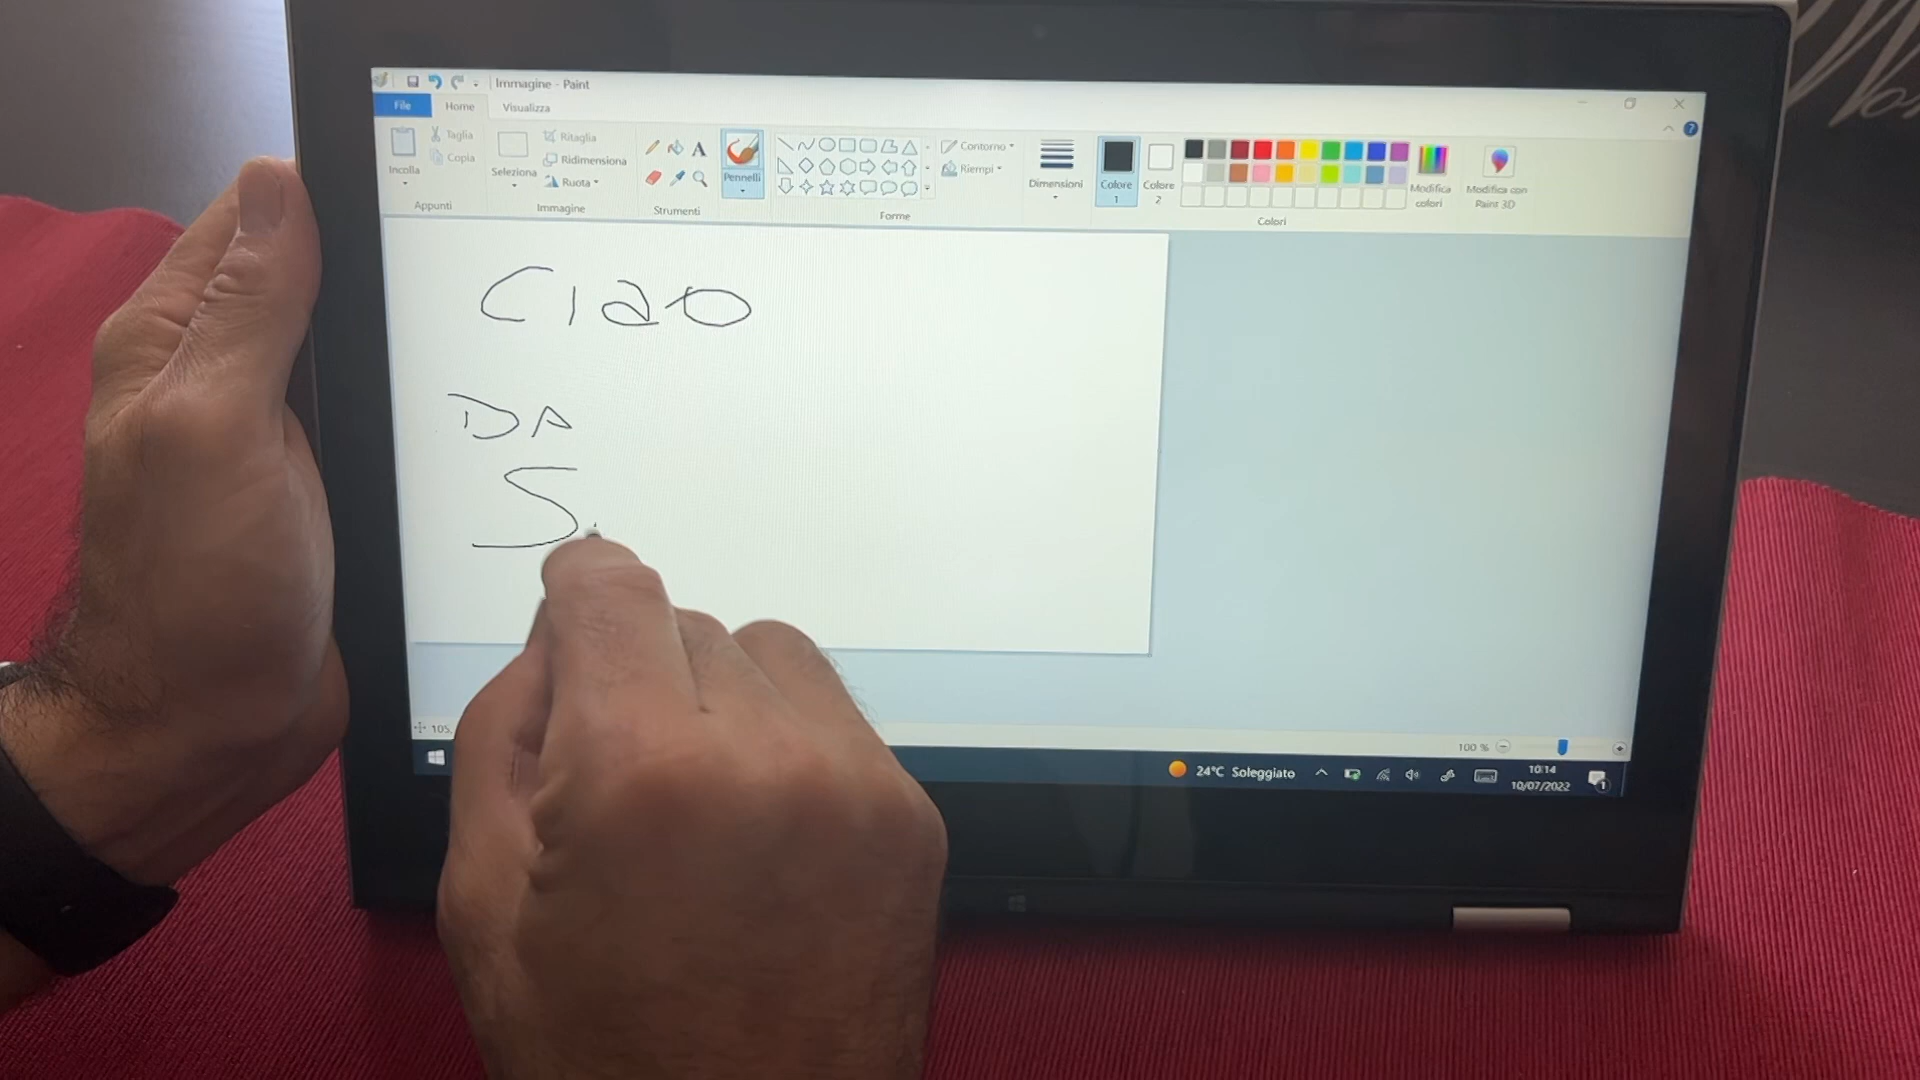 Immagine - Paint
File Home Visualizza
Incolla
Taglia
Copia
Appunti
Seleziona
Ritaglia
Ridimensiona
Ruota
Immagine
A
Strumenti
Pennelli
Forme
Contorno
Riempi
Dimensioni
Colore
1
Colore
2
Colori
Modifica
colori
Modifica con
Paint 3D
?
Ciao
DA
S
105,
100 %
24°C Soleggiato
10:14
10/07/2022
1